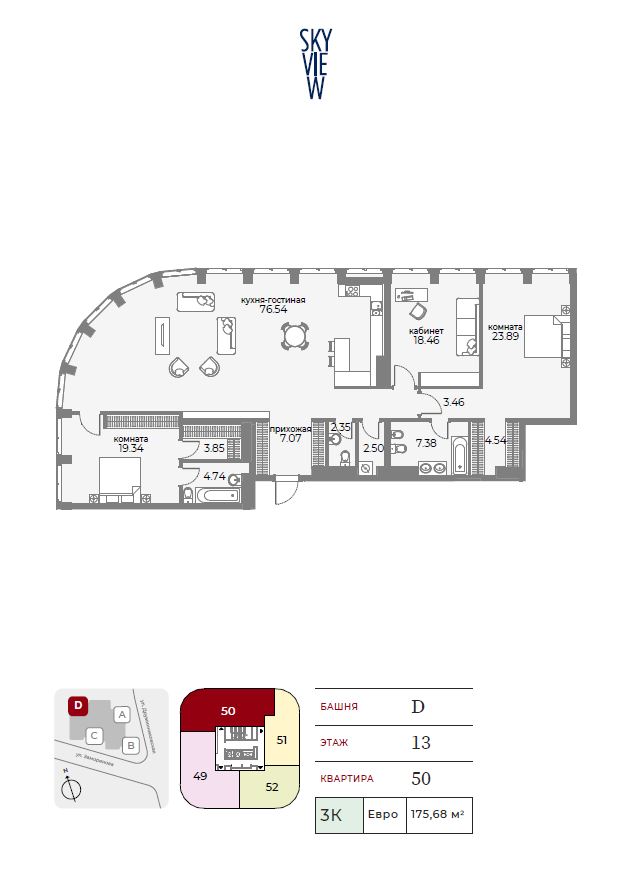 SKY
VIE
W
кухня-гостиная
76.54
кабинет
18.46
комната
23.89
3.46
прихожая
7.07
2.35
2.50
7.38
4.54
комната
19.34
3.85
4.74
D
A
C
B
ул. Дружинниковская
ул. Заморенова
N
50
51
49
52
БАШНЯ D
ЭТАЖ 13
КВАРТИРА 50
3К Евро 175,68 м²